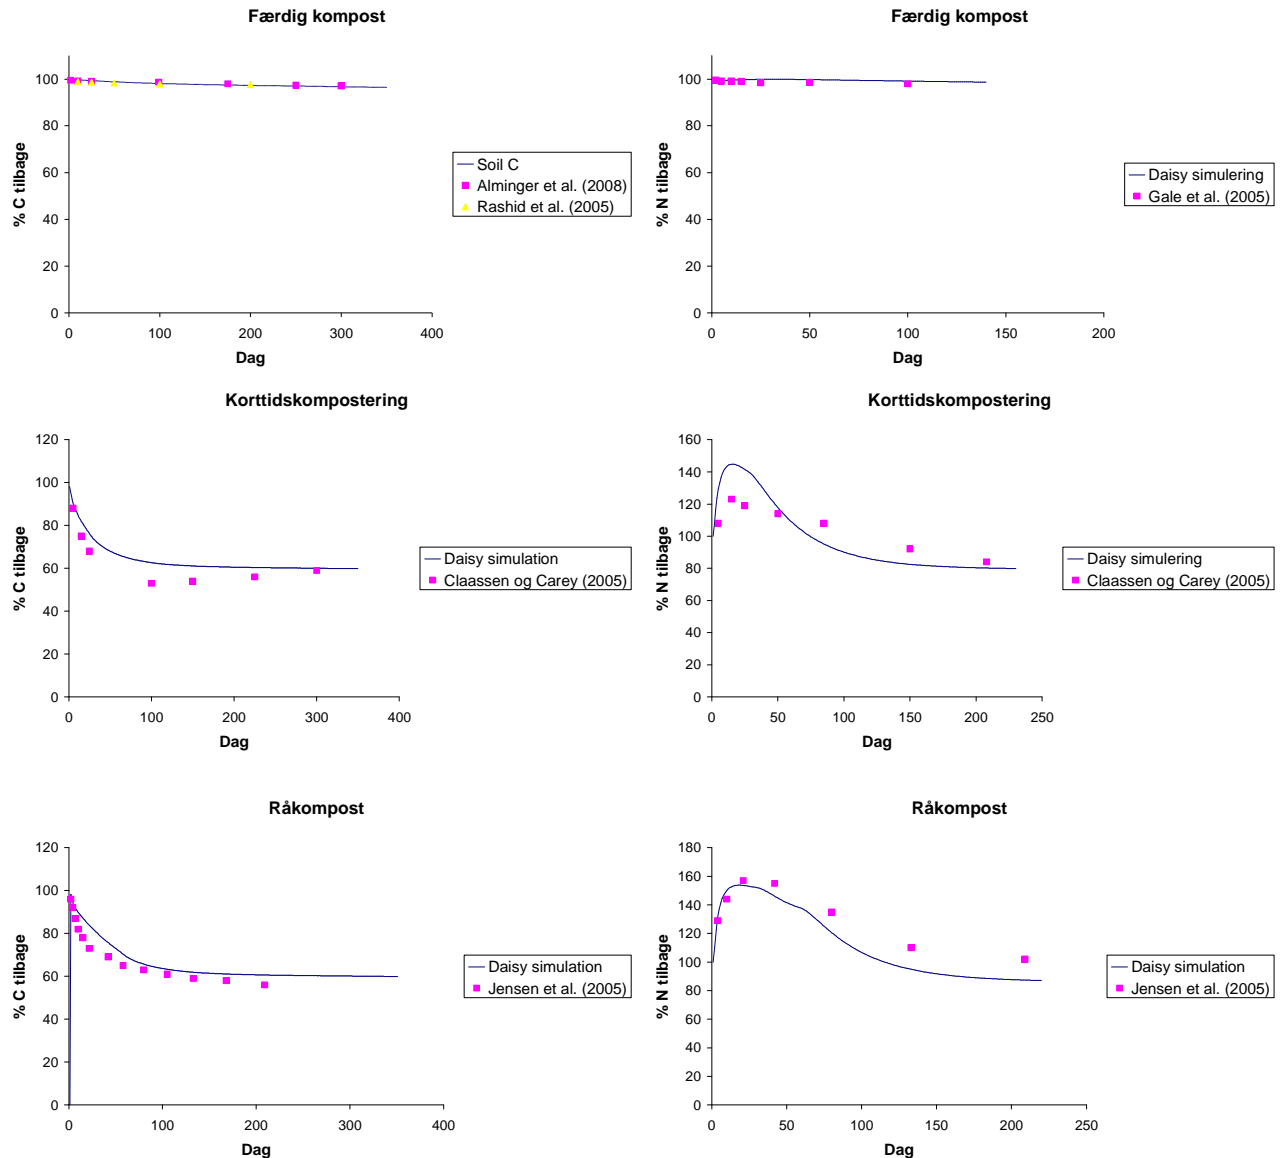 Færdig kompost
100
80
60
40
20
0
0 100 200 300 400
% C tilbage
Dag
Soil C
Alminger et al. (2008)
Rashid et al. (2005)
Færdig kompost
100
80
60
40
20
0
0 50 100 150 200
% N tilbage
Dag
Daisy simulering
Gale et al. (2005)
Korttidskompostering
120
100
80
60
40
20
0
0 100 200 300 400
% C tilbage
Dag
Daisy simulation
Claassen og Carey (2005)
Korttidskompostering
160
140
120
100
80
60
40
20
0
0 50 100 150 200 250
% N tilbage
Dag
Daisy simulering
Claassen og Carey (2005)
Råkompost
120
100
80
60
40
20
0
0 100 200 300 400
% C tilbage
Dag
Daisy simulation
Jensen et al. (2005)
Råkompost
180
160
140
120
100
80
60
40
20
0
0 50 100 150 200 250
% N tilbage
Dag
Daisy simulation
Jensen et al. (2005)